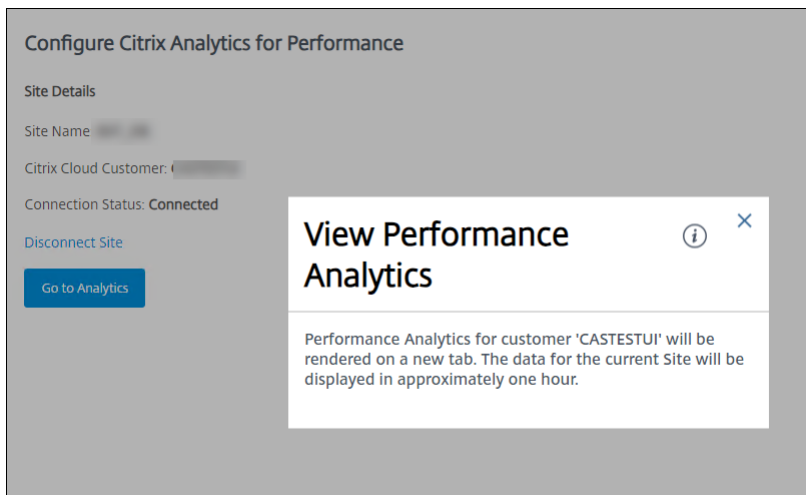 Configure Citrix Analytics for Performance
Site Details
Site Name
Citrix Cloud Customer:
Connection Status: Connected
Disconnect Site
Go to Analytics
View Performance
Analytics
Performance Analytics for customer 'CASTESTUI' will be
rendered on a new tab. The data for the current Site will be
displayed in approximately one hour.